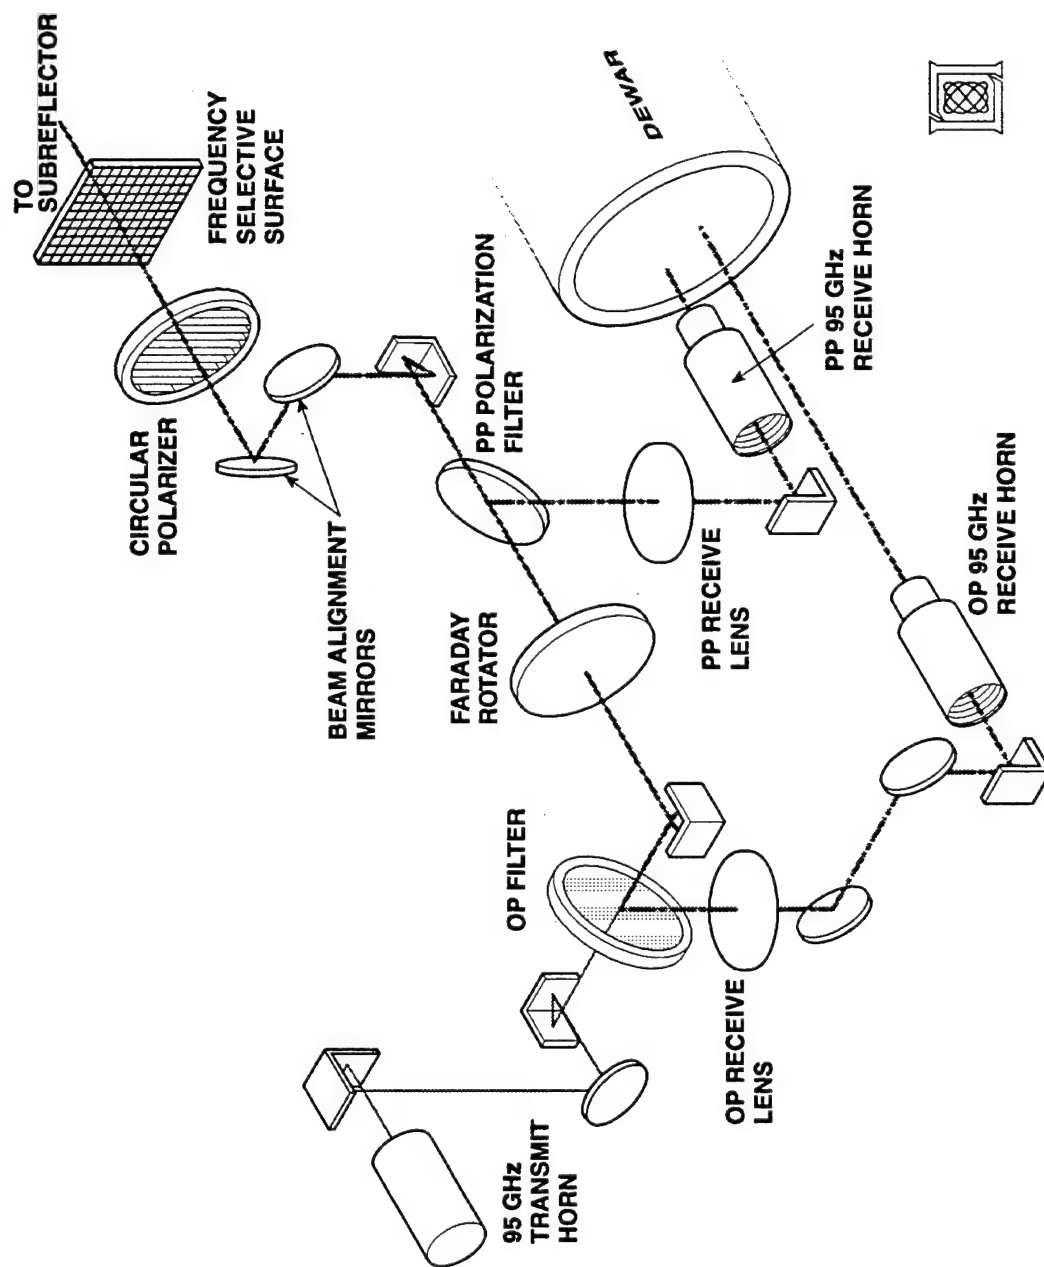 TO
SUBREFLECTOR
FREQUENCY
SELECTIVE
SURFACE
CIRCULAR
POLARIZER
BEAM ALIGNMENT
MIRRORS
PP POLARIZATION
FILTER
DEWAR
PP 95 GHz
RECEIVE HORN
FARADAY
ROTATOR
PP RECEIVE
LENS
OP 95 GHz
RECEIVE HORN
OP FILTER
OP RECEIVE
LENS
95 GHz
TRANSMIT
HORN